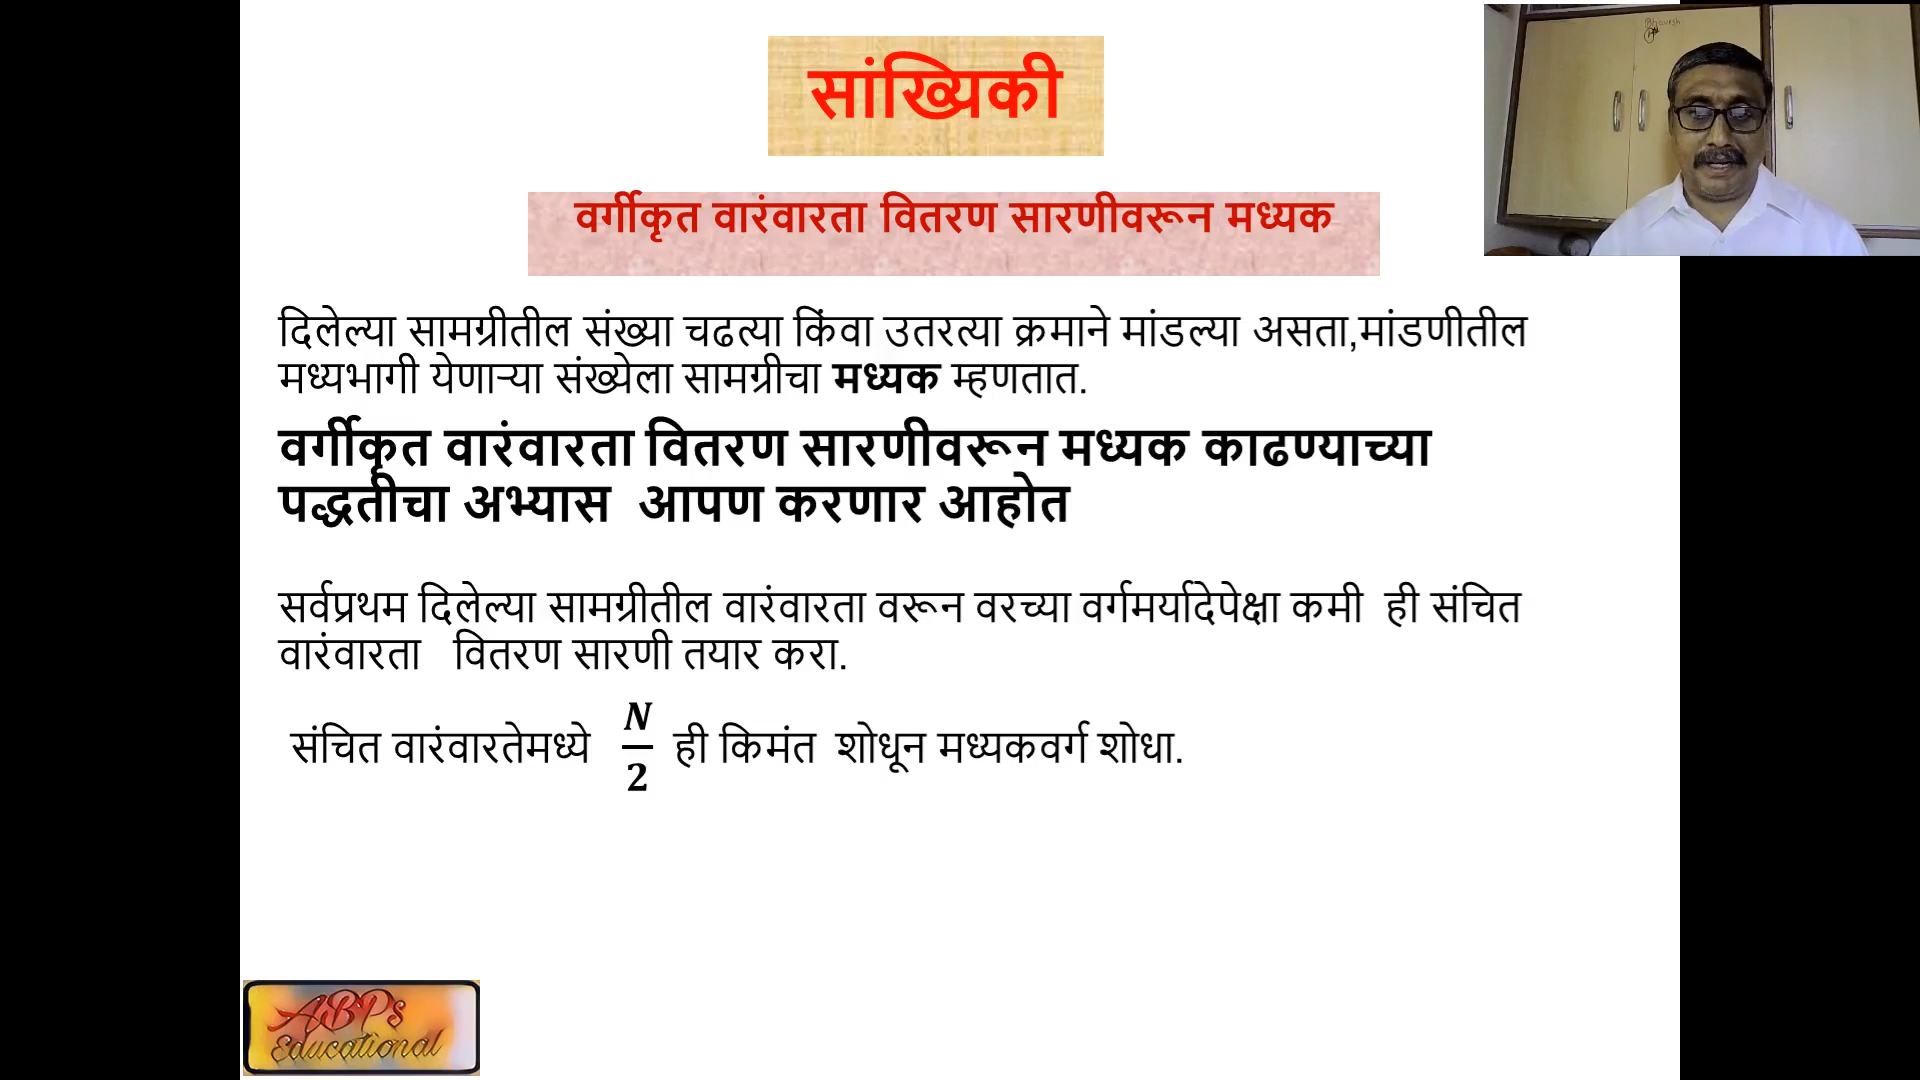 सांख्यिकी
वर्गीकृत वारंवारता वितरण सारणीवरून मध्यक
दिलेल्या सामग्रीतील संख्या चढत्या किंवा उतरत्या क्रमाने मांडल्या असता,मांडणीतील
मध्यभागी येणाऱ्या संख्येला सामग्रीचा मध्यक म्हणतात.
वर्गीकृत वारंवारता वितरण सारणीवरून मध्यक काढण्याच्या
पद्धतीचा अभ्यास आपण करणार आहोत
सर्वप्रथम दिलेल्या सामग्रीतील वारंवारता वरून वरच्या वर्गमर्यादेपेक्षा कमी ही संचित
वारंवारता वितरण सारणी तयार करा.
संचित वारंवारतेमध्ये N/2 ही किमंत शोधून मध्यकवर्ग शोधा.
ABPs
Educational
Bhavesh